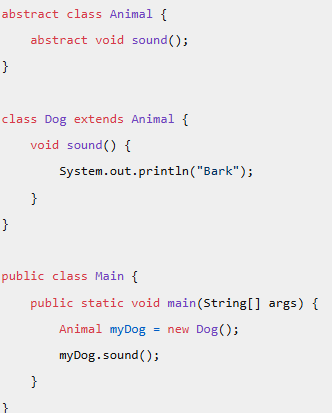 abstract class Animal {
    abstract void sound();
}
class Dog extends Animal {
    void sound() {
        System.out.println("Bark");
    }
}
public class Main {
    public static void main(String[] args) {
        Animal myDog = new Dog();
        myDog.sound();
    }
}